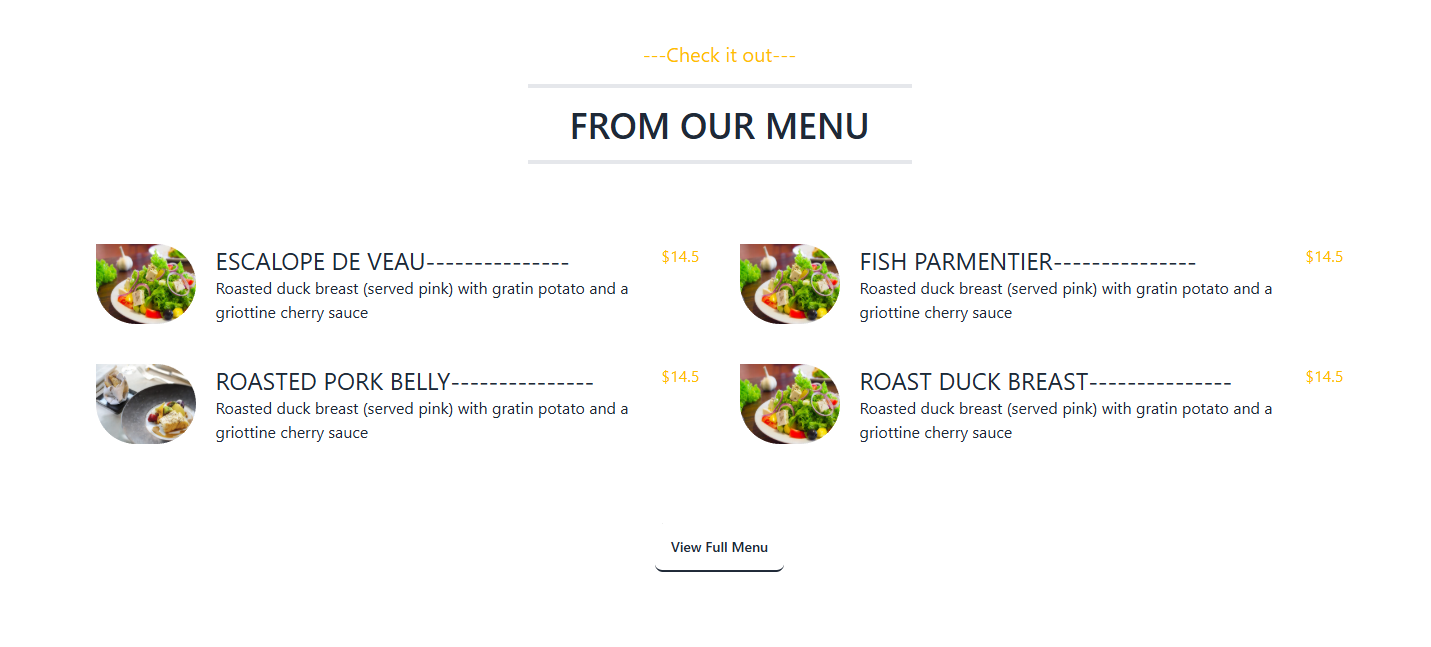 ---Check it out---
FROM OUR MENU
ESCALOPE DE VEAU---------------
$14.5
Roasted duck breast (served pink) with gratin potato and a
griottine cherry sauce
FISH PARMENTIER---------------
$14.5
Roasted duck breast (served pink) with gratin potato and a
griottine cherry sauce
ROASTED PORK BELLY---------------
$14.5
Roasted duck breast (served pink) with gratin potato and a
griottine cherry sauce
ROAST DUCK BREAST---------------
$14.5
Roasted duck breast (served pink) with gratin potato and a
griottine cherry sauce
View Full Menu